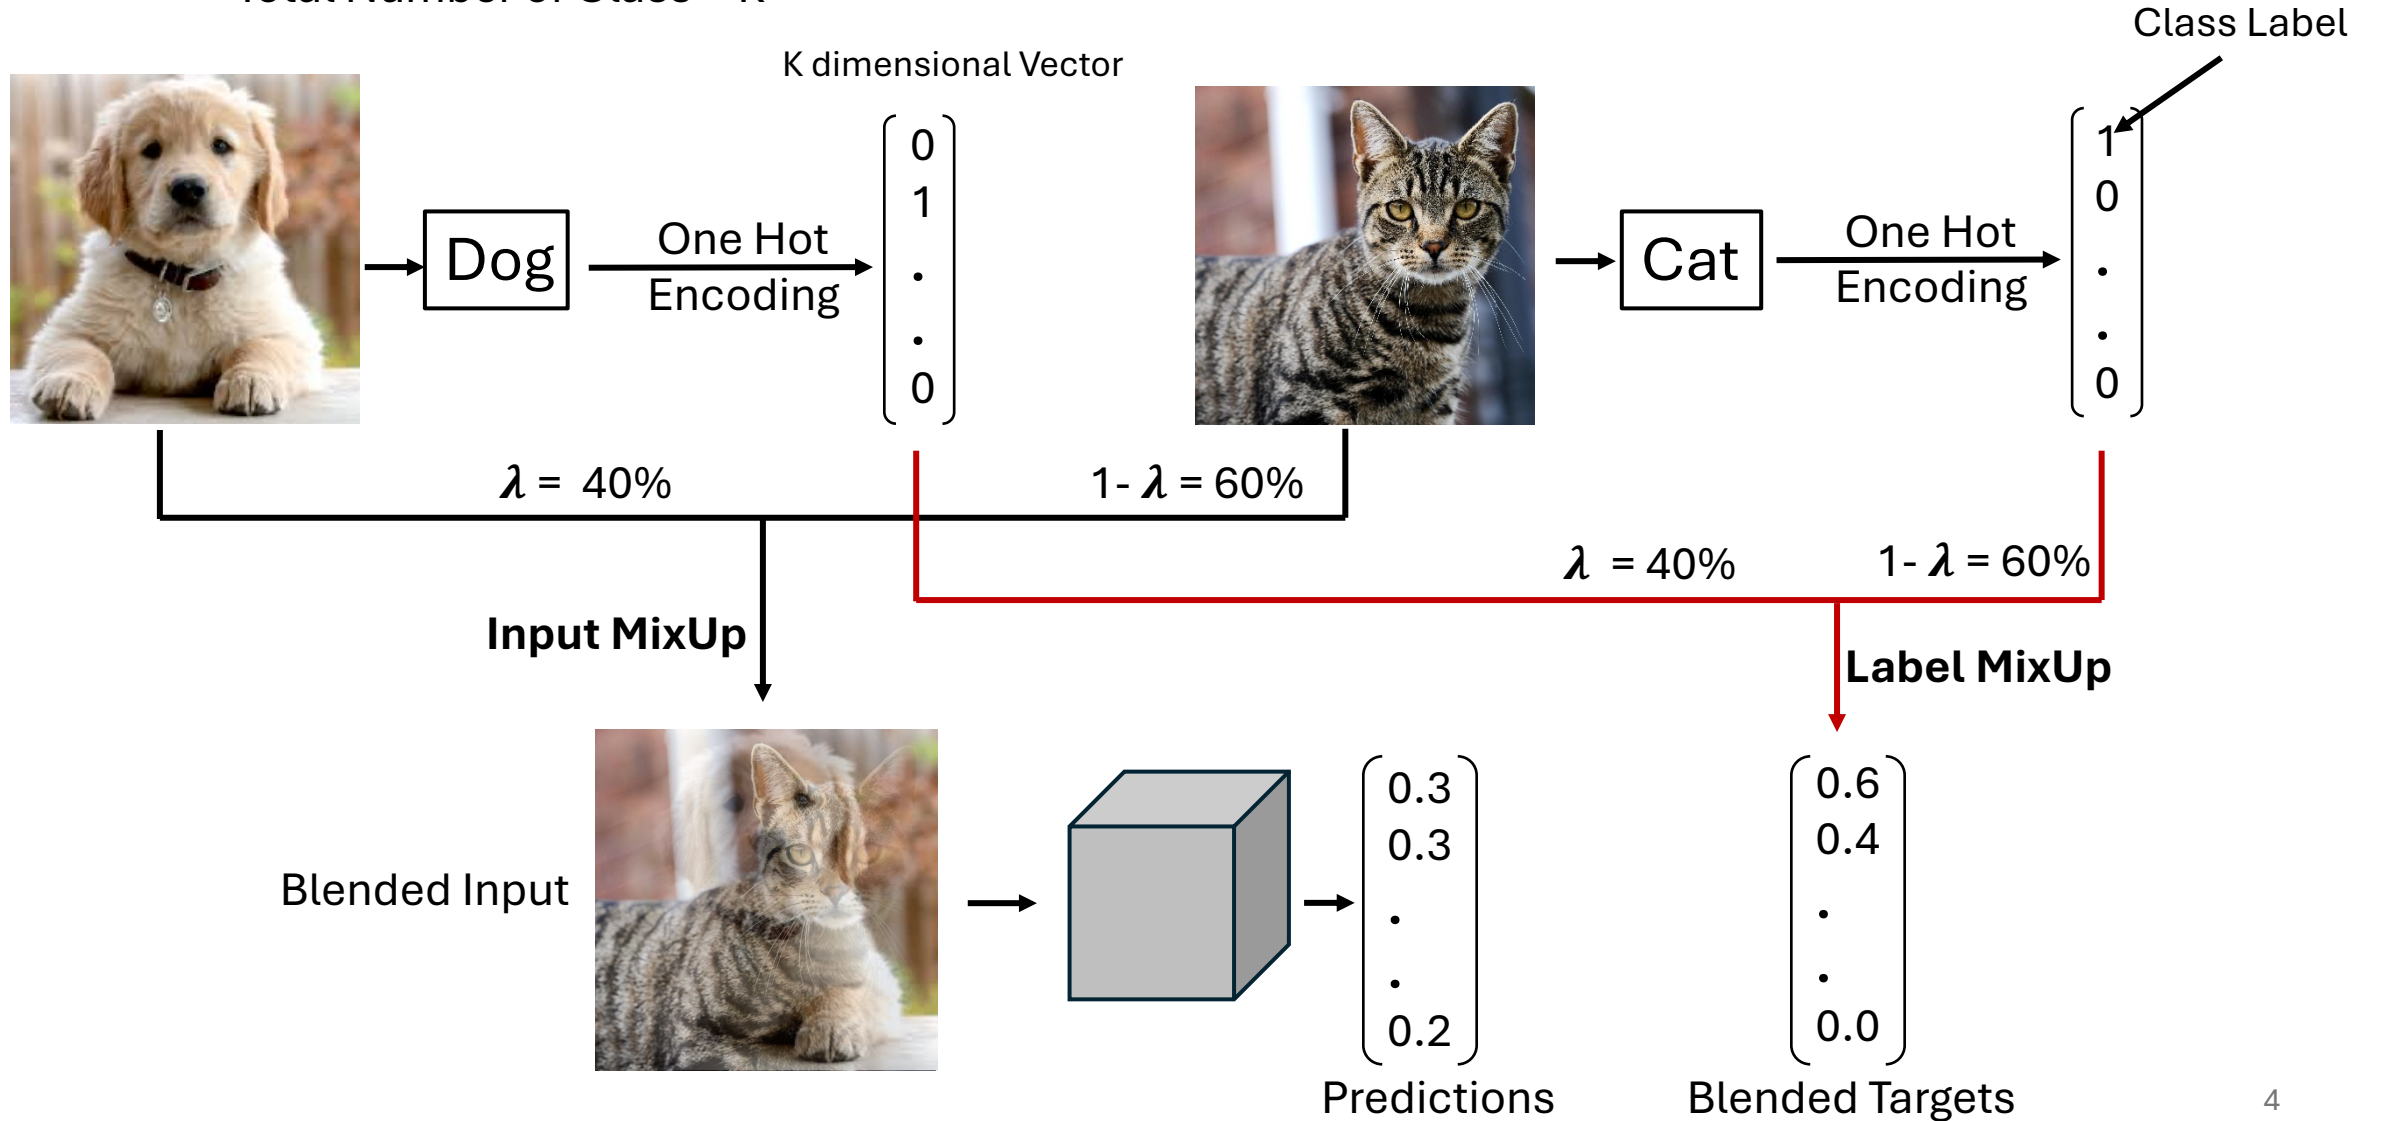 K dimensional Vector
Class Label
0
1
.
.
0
1
0
.
.
0
Dog
One Hot
Encoding
Cat
One Hot
Encoding
λ = 40%
1- λ = 60%
λ = 40%
1- λ = 60%
Input MixUp
Label MixUp
Blended Input
0.3
0.3
.
.
0.2
Predictions
0.6
0.4
.
.
0.0
Blended Targets
4